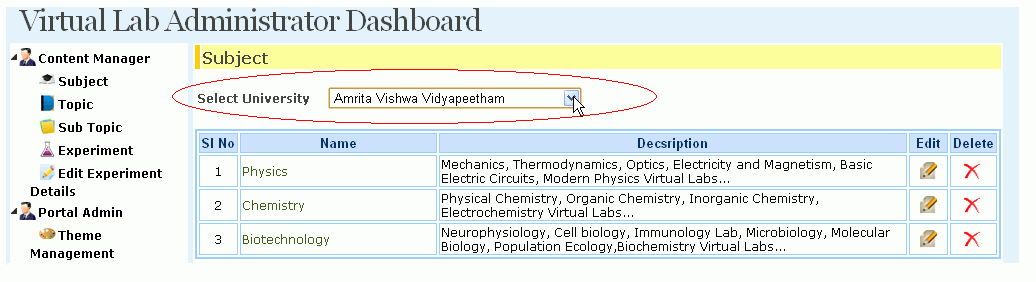 Virtual Lab Administrator Dashboard
Content Manager
Subject
Topic
Sub Topic
Experiment
Edit Experiment
Details
Portal Admin
Theme
Management
Subject
Select University Amrita Vishwa Vidyapeetham
Sl No Name Decsription Edit Delete
1 Physics Mechanics, Thermodynamics, Optics, Electricity and Magnetism, Basic
Electric Circuits, Modern Physics Virtual Labs...
2 Chemistry Physical Chemistry, Organic Chemistry, Inorganic Chemistry,
Electrochemistry Virtual Labs...
3 Biotechnology Neurophysiology, Cell biology, Immunology Lab, Microbiology, Molecular
Biology, Population Ecology,Biochemistry Virtual Labs...